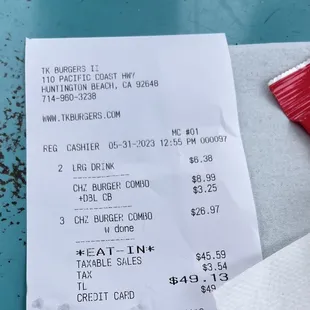 TK BURGERS II
110 PACIFIC COAST HWY
HUNTINGTON BEACH, CA 92648
714-960-3238
WWW.TKBURGERS.COM
MC #01
REG CASHIER 05-31-2023 12:55 PM 000097
2 LRG DRINK $6.38
CHZ BURGER COMBO $8.99
+DBL CB $3.25
3 CHZ BURGER COMBO $26.97
W done
*EAT-IN*
TAXABLE SALES $45.59
TAX $3.54
TL $49.13
CREDIT CARD $49